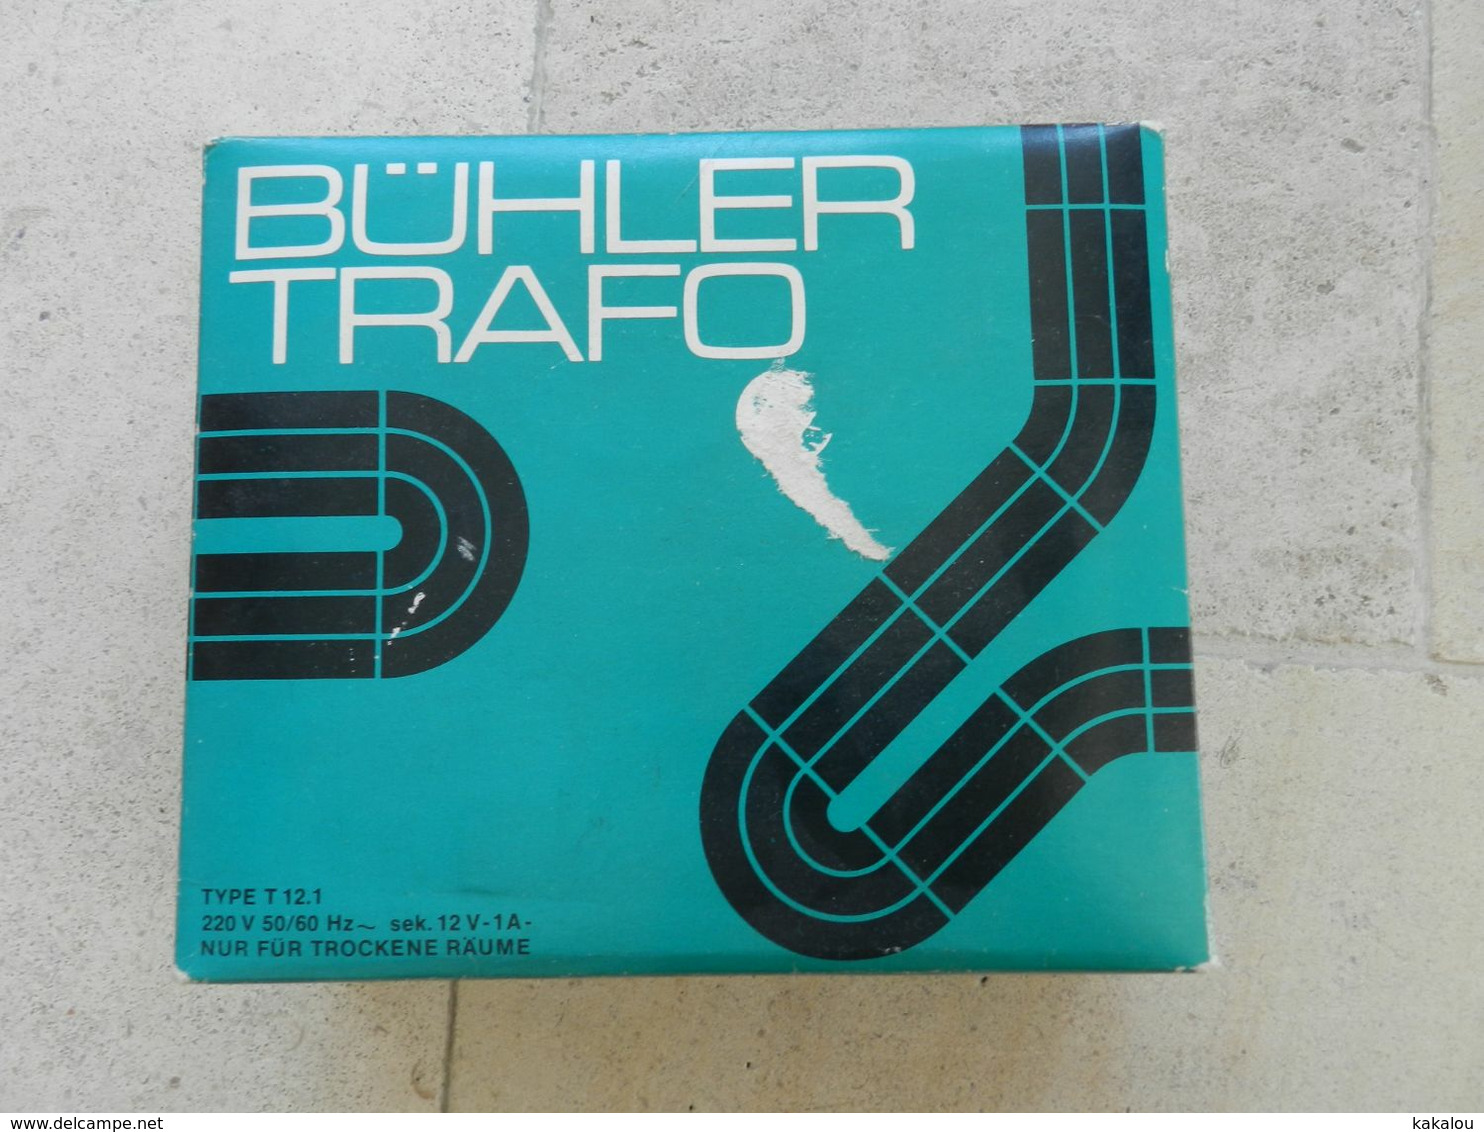 BÜHLER
TRAFO
TYPE T 12.1
220 V 50/60 Hz～ sek. 12 V-1A-
NUR FÜR TROCKENE RÄUME
www.delcampe.net
kakalou